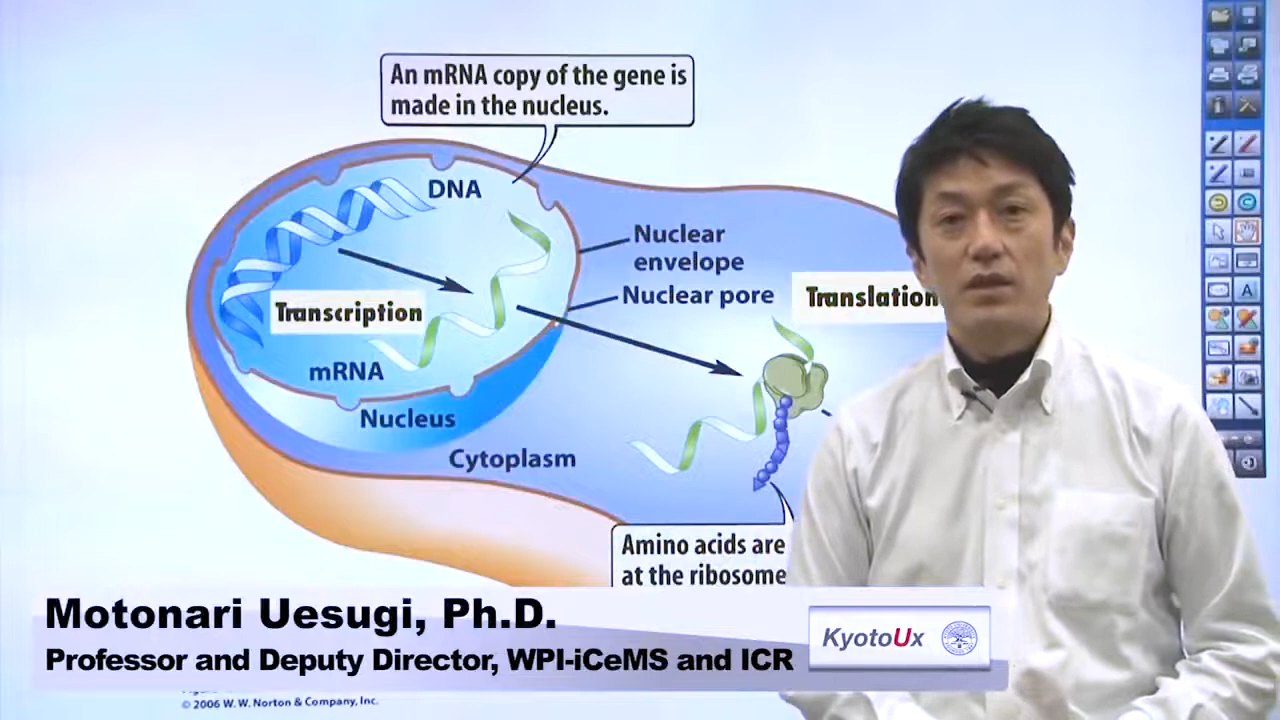 An mRNA copy of the gene is
made in the nucleus.
DNA
Nuclear
envelope
Nuclear pore
Translation
Transcription
mRNA
Nucleus
Cytoplasm
Amino acids are
at the ribosome
Motonari Uesugi, Ph.D.
Professor and Deputy Director, WPI-iCeMS and ICR
KyotoUx
© 2006 W. W. Norton & Company, Inc.
A